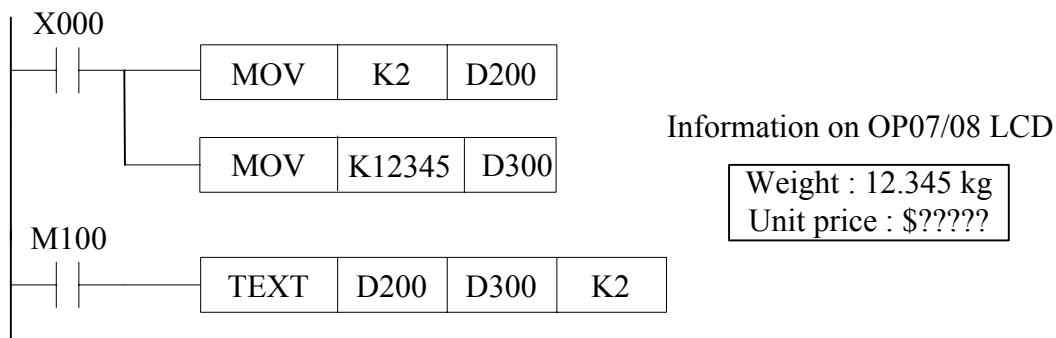 X000
MOV K2 D200
Information on OP07/08 LCD
MOV K12345 D300
Weight : 12.345 kg
Unit price : $?????
M100
TEXT D200 D300 K2